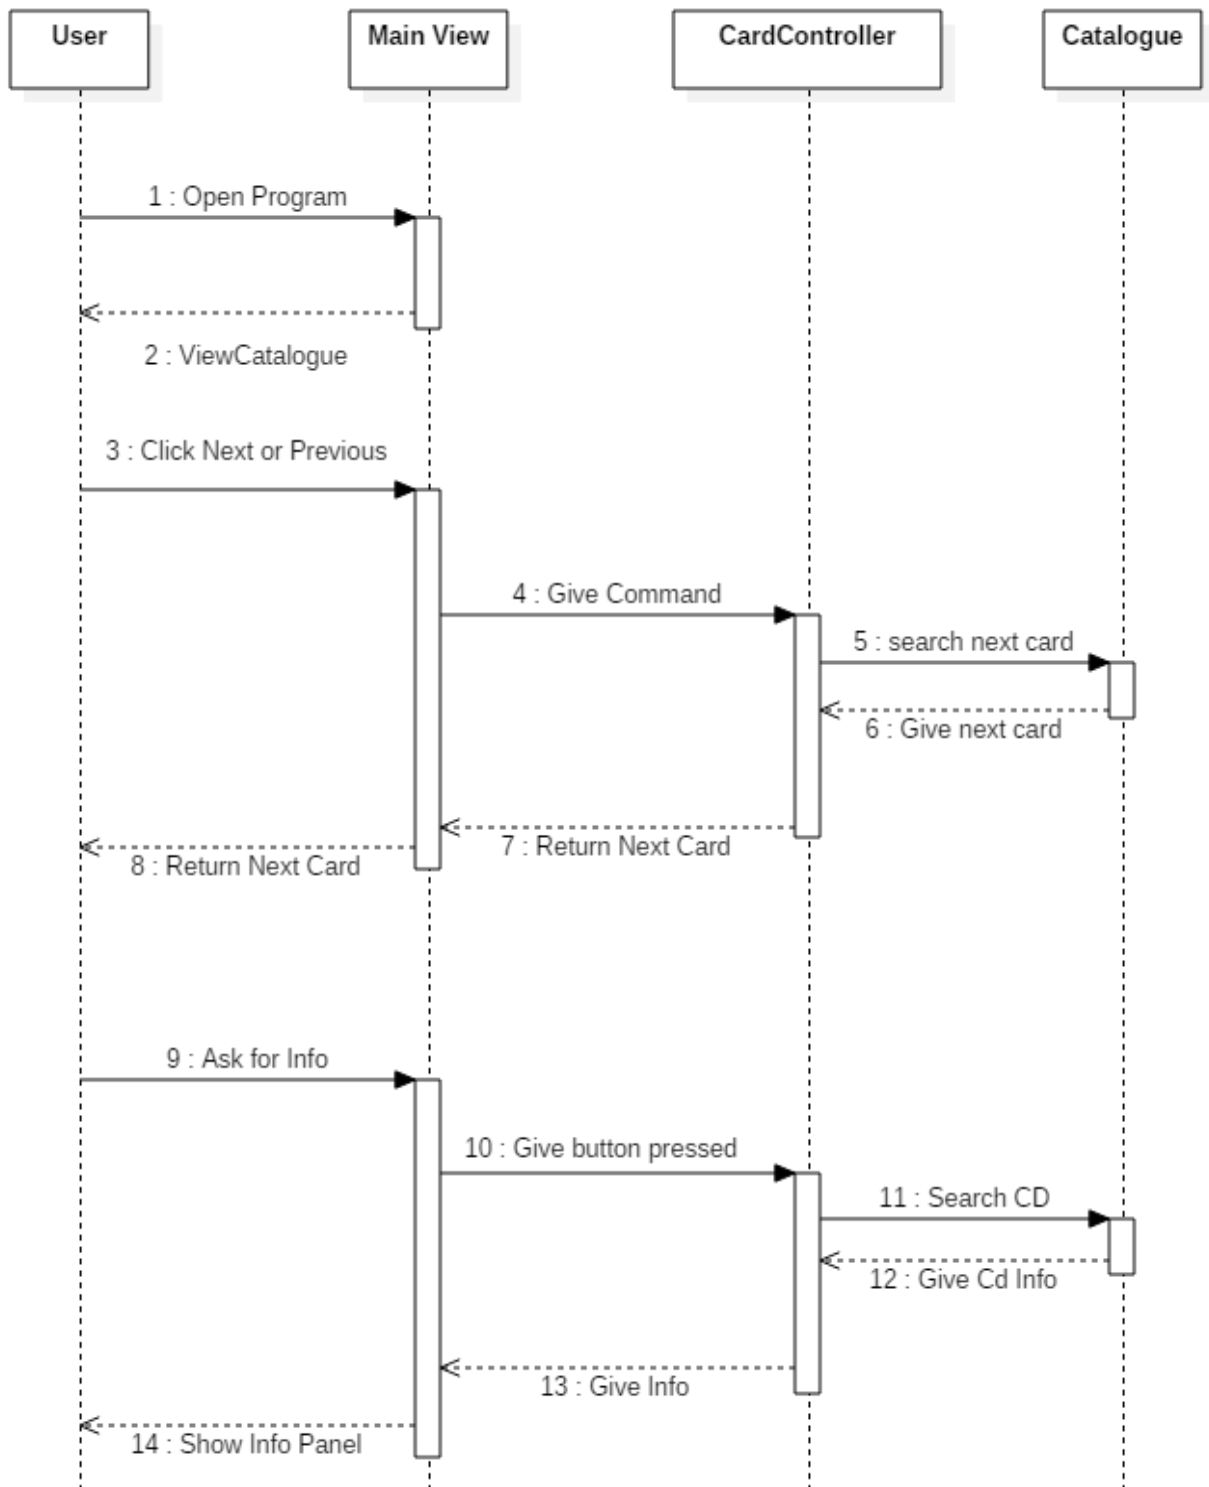 User
Main View
CardController
Catalogue
1 : Open Program
2 : ViewCatalogue
3 : Click Next or Previous
4 : Give Command
5 : search next card
6 : Give next card
7 : Return Next Card
8 : Return Next Card
9 : Ask for Info
10 : Give button pressed
11 : Search CD
12 : Give Cd Info
13 : Give Info
14 : Show Info Panel